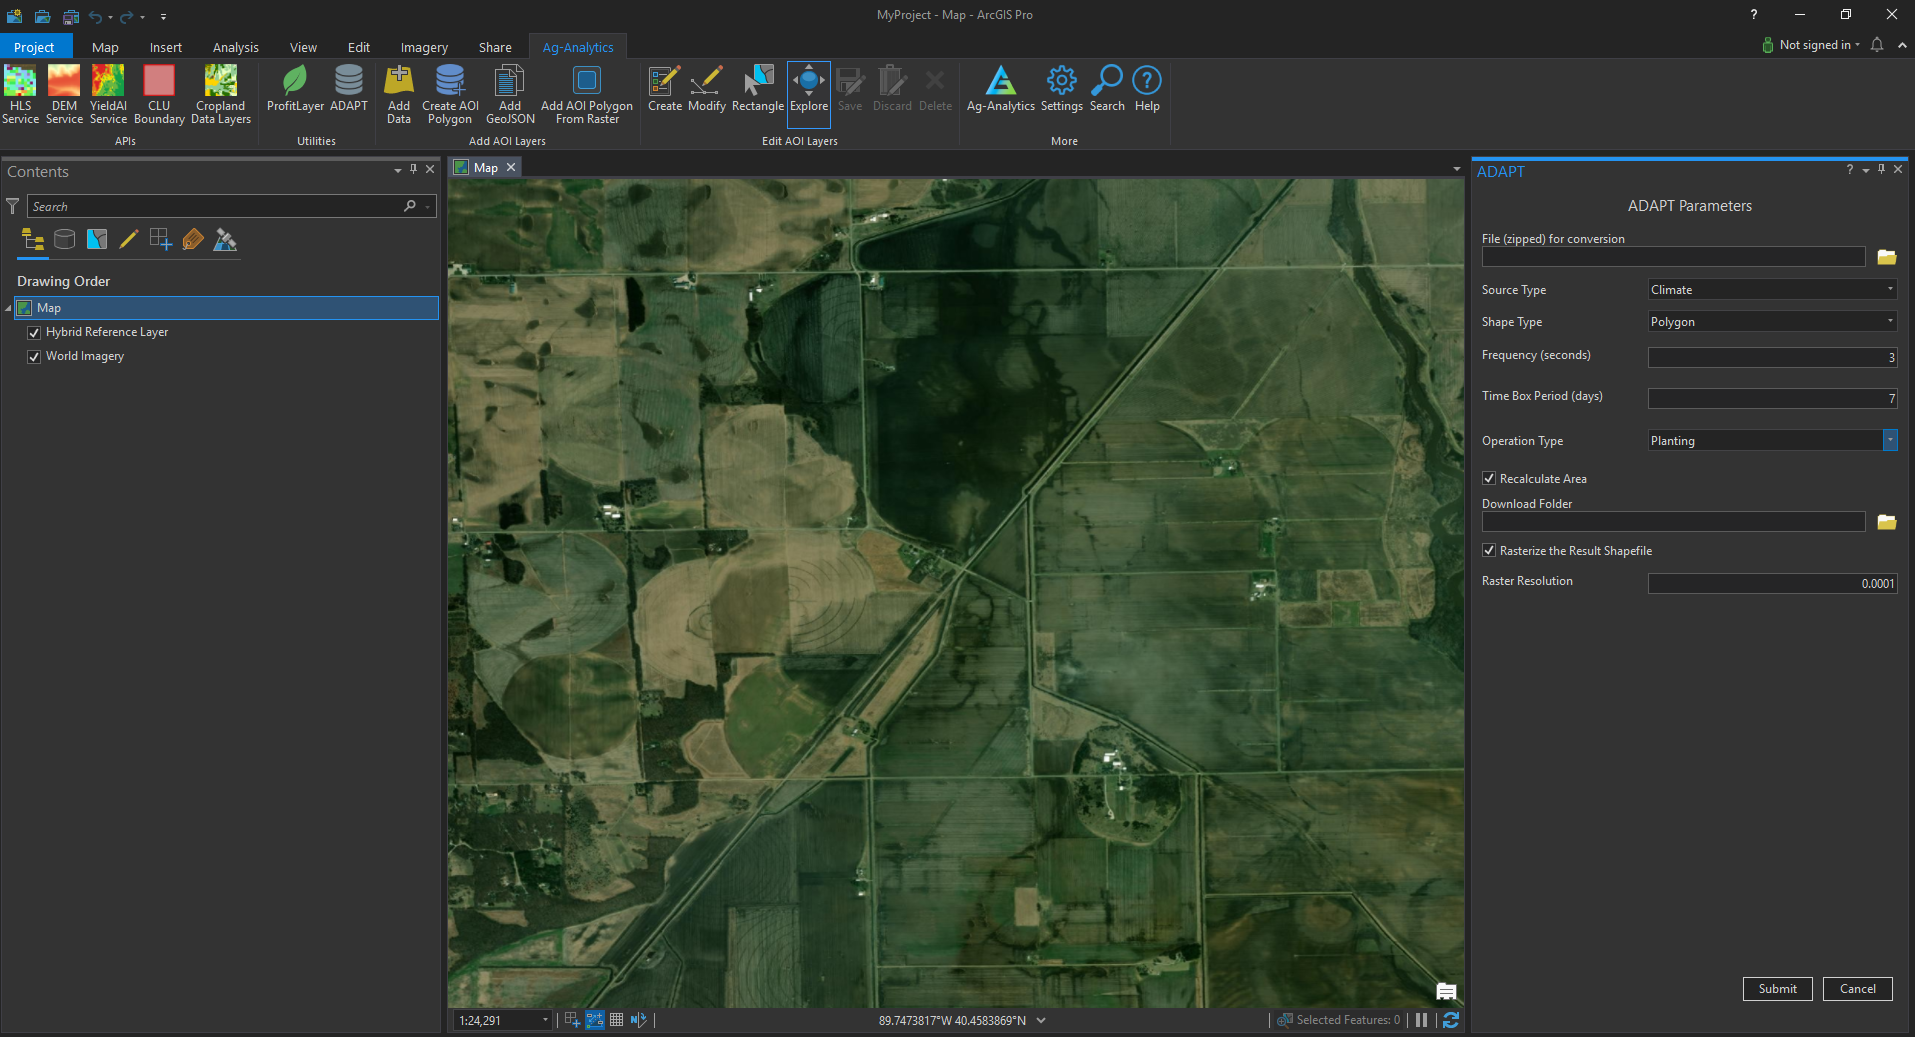 MyProject - Map - ArcGIS Pro
?
Project Map Insert Analysis View Edit Imagery Share Ag-Analytics
Not signed in
HLS Service
DEM Service
YieldAI Service
CLU Boundary
Cropland Data Layers
ProfitLayer
ADAPT
Add Data
Create AOI Polygon
Add GeoJSON
Add AOI Polygon From Raster
Create
Modify
Rectangle
Explore
Save
Discard
Delete
Ag-Analytics
Settings
Search
Help
APIs
Utilities
Add AOI Layers
Edit AOI Layers
More
Contents
Search
Drawing Order
Map
Hybrid Reference Layer
World Imagery
Map
1:24,291
89.7473817°W 40.4583869°N
Selected Features: 0
ADAPT
?
ADAPT Parameters
File (zipped) for conversion
Source Type Climate
Shape Type Polygon
Frequency (seconds) 3
Time Box Period (days) 7
Operation Type Planting
Recalculate Area
Download Folder
Rasterize the Result Shapefile
Raster Resolution 0.0001
Submit Cancel